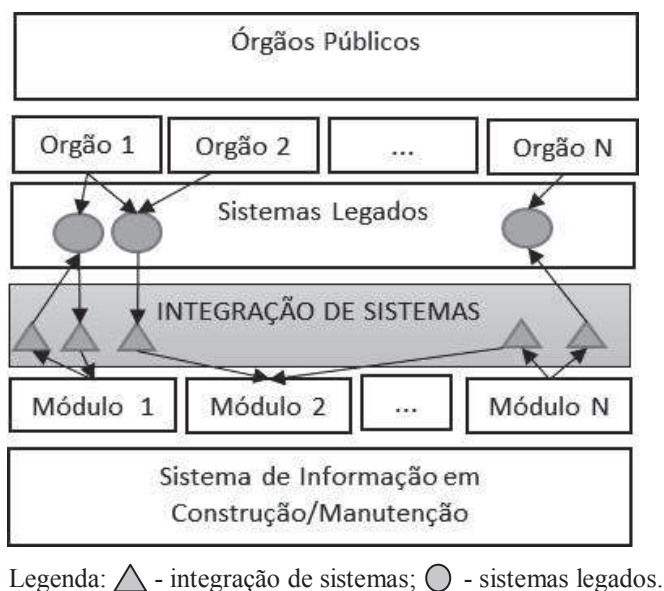 Órgãos Públicos
Orgão 1 Orgão 2 ... Orgão N
Sistemas Legados
INTEGRAÇÃO DE SISTEMAS
Módulo 1 Módulo 2 ... Módulo N
Sistema de Informação em
Construção/Manutenção
Legenda: - integração de sistemas; - sistemas legados.